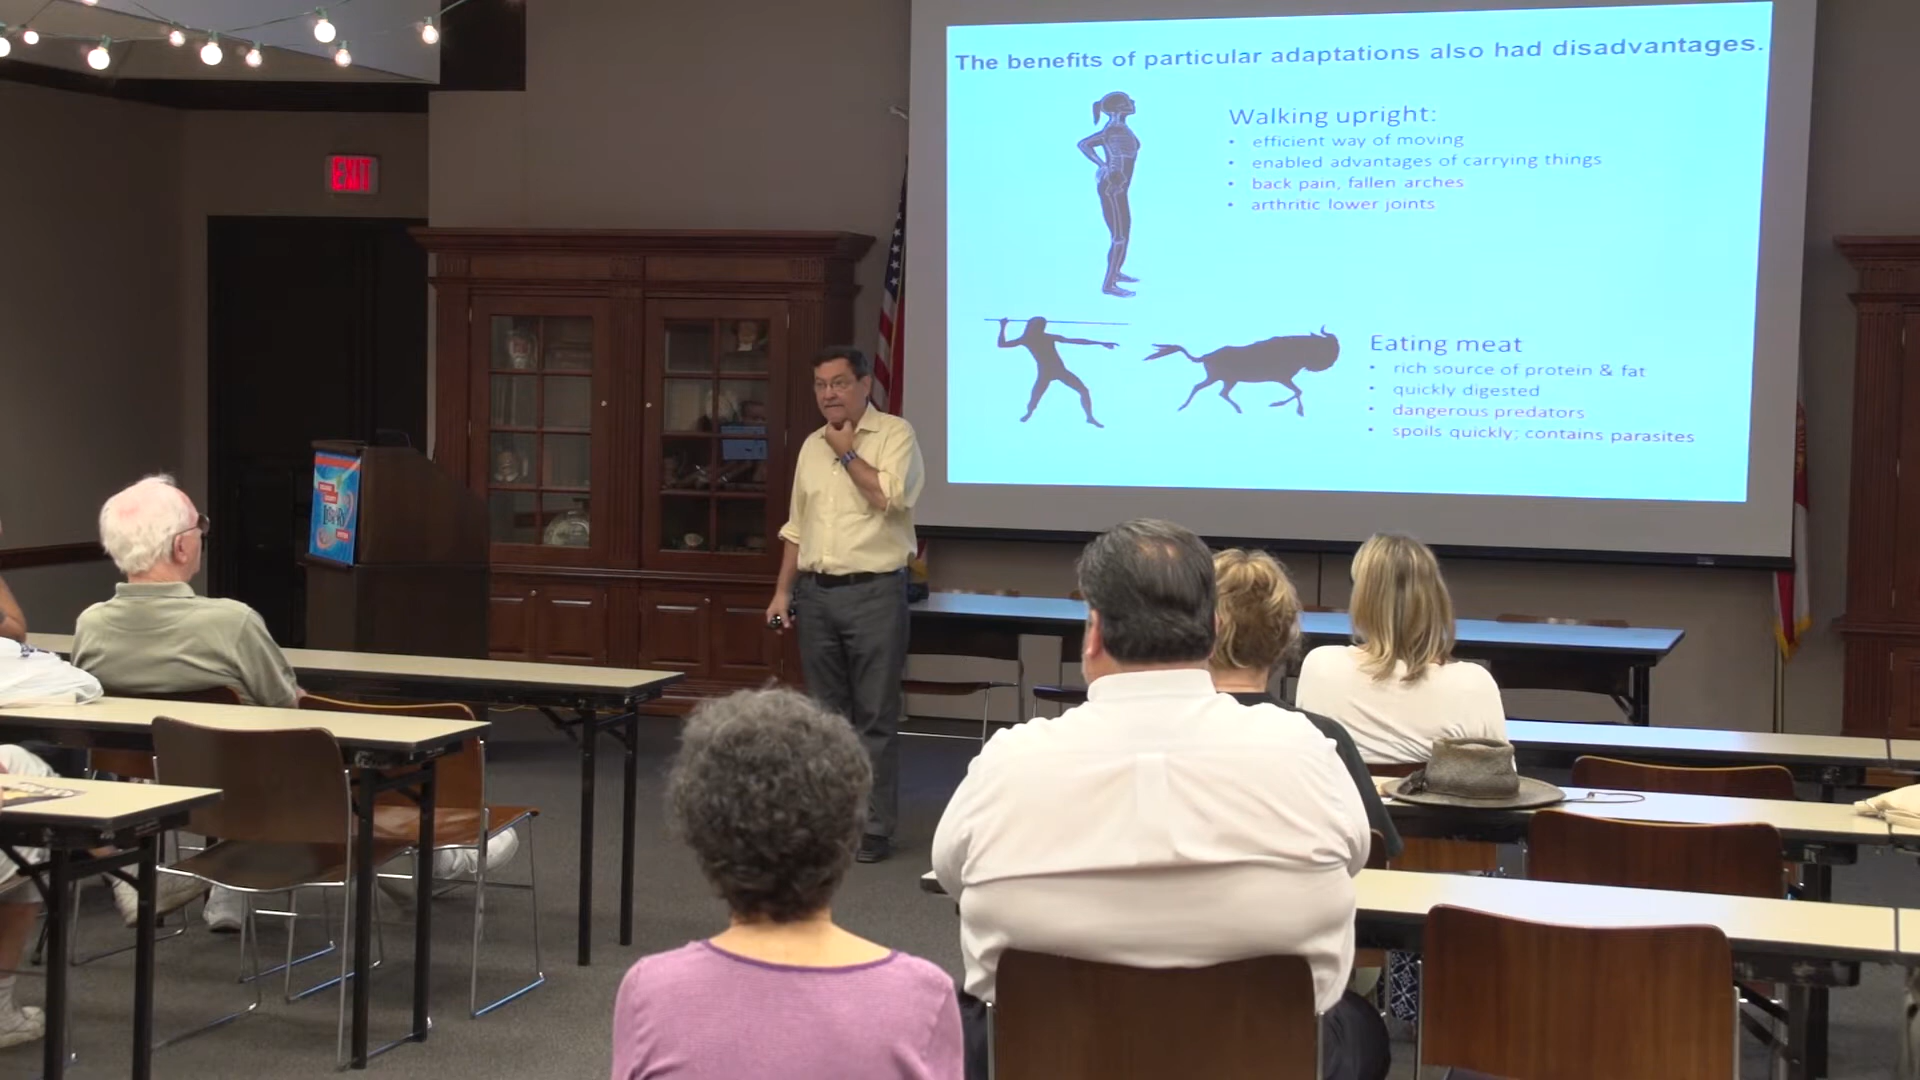 The benefits of particular adaptations also had disadvantages.
Walking upright:
• efficient way of moving
• enabled advantages of carrying things
• back pain, fallen arches
• arthritic lower joints
EXIT
Eating meat
• rich source of protein & fat
• quickly digested
• dangerous predators
• spoils quickly; contains parasites
LIBRARY